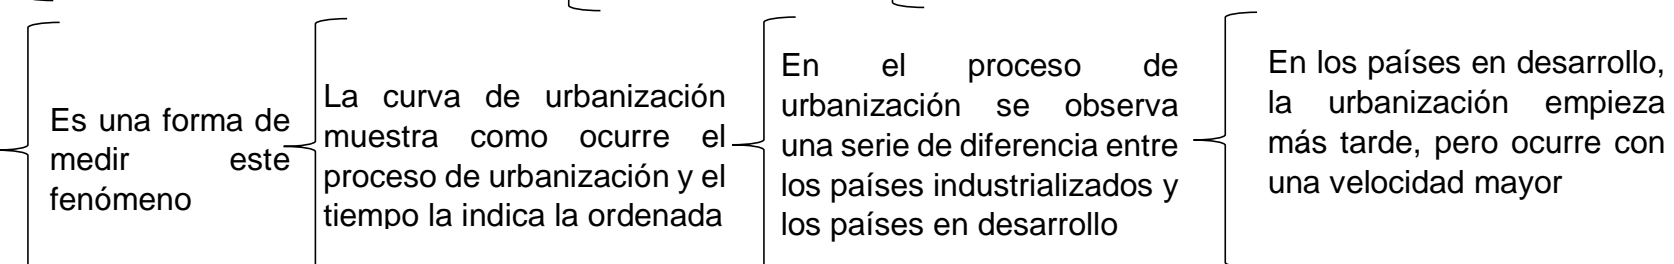 Es una forma de
medir este
fenómeno
La curva de urbanización
muestra como ocurre el
proceso de urbanización y el
tiempo la indica la ordenada
En el proceso de
urbanización se observa
una serie de diferencia entre
los países industrializados y
los países en desarrollo
En los países en desarrollo,
la urbanización empieza
más tarde, pero ocurre con
una velocidad mayor